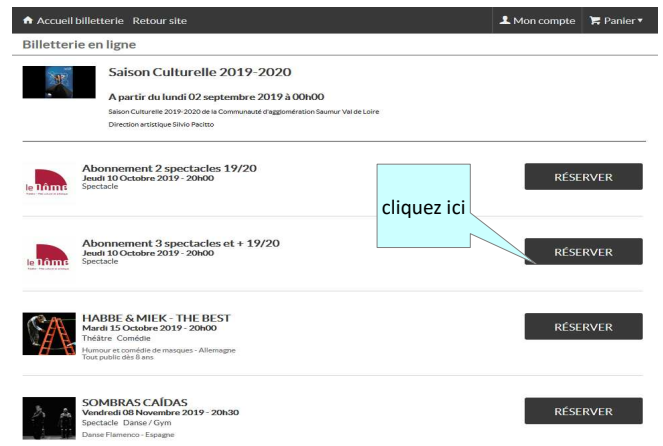 Accueil billetterie Retour site Mon compte Panier
Billetterie en ligne
Saison Culturelle 2019-2020
A partir du lundi 02 septembre 2019 à 00h00
Saison Culturelle 2019-2020 de la Communauté d'agglomération Saumur Val de Loire
Direction artistique Silvio Pacitto
Abonnement 2 spectacles 19/20
Jeudi 10 Octobre 2019 - 20h00
Spectacle
le Dôme
RÉSERVER
cliquez ici
Abonnement 3 spectacles et + 19/20
Jeudi 10 Octobre 2019 - 20h00
Spectacle
le Dôme
RÉSERVER
HABBE & MIEK - THE BEST
Mardi 15 Octobre 2019 - 20h00
Théâtre Comédie
Humour et comédie de masques - Allemagne
Tout public dès 8 ans
RÉSERVER
SOMBRAS CAÍDAS
Vendredi 08 Novembre 2019 - 20h30
Spectacle Danse / Gym
Danse Flamenco - Espagne
RÉSERVER